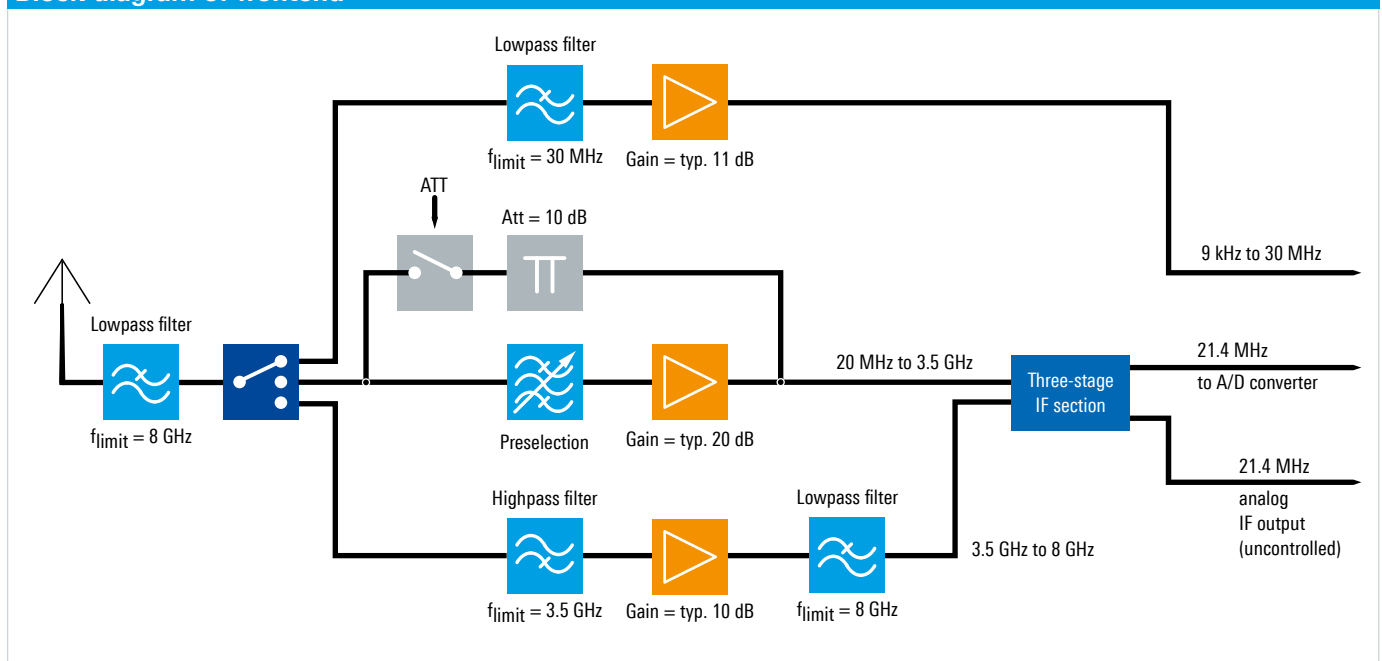 Lowpass filter
flimit = 30 MHz
Gain = typ. 11 dB
ATT
Att = 10 dB
9 kHz to 30 MHz
Lowpass filter
flimit = 8 GHz
Preselection
Gain = typ. 20 dB
20 MHz to 3.5 GHz
Three-stage
IF section
21.4 MHz
to A/D converter
21.4 MHz
analog
IF output
(uncontrolled)
Highpass filter
flimit = 3.5 GHz
Gain = typ. 10 dB
Lowpass filter
flimit = 8 GHz
3.5 GHz to 8 GHz